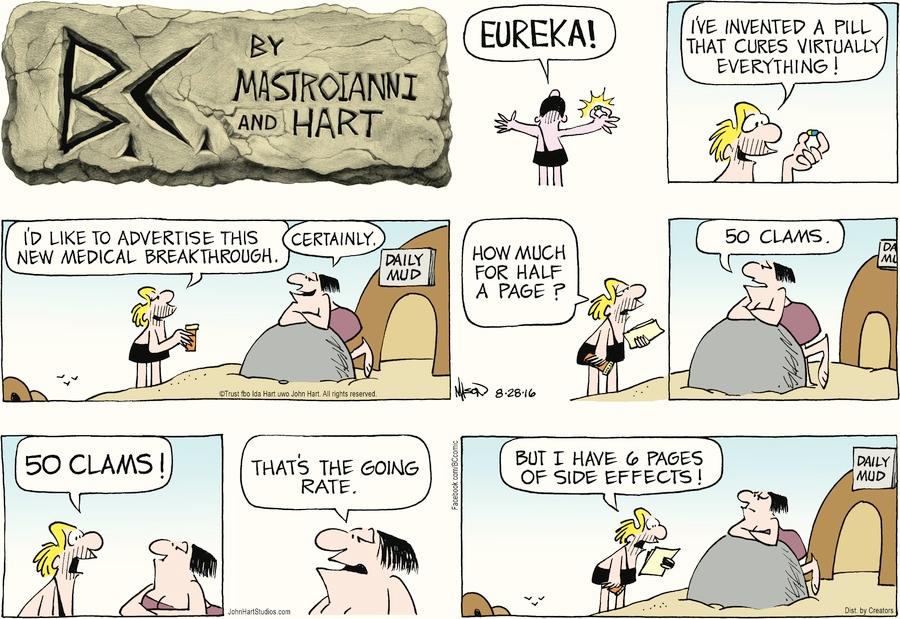 B.C.
BY
MASTROIANNI
AND HART
EUREKA!
I'VE INVENTED A PILL
THAT CURES VIRTUALLY
EVERYTHING!
I'D LIKE TO ADVERTISE THIS
NEW MEDICAL BREAKTHROUGH.
CERTAINLY.
DAILY
MUD
©Trust fbo Ida Hart uwo John Hart. All rights reserved.
HOW MUCH
FOR HALF
A PAGE?
MASON 8-28-16
50 CLAMS.
DA
MU
50 CLAMS!
THAT'S THE GOING
RATE.
JohnHartStudios.com
Facebook.com/BCcomic
BUT I HAVE 6 PAGES
OF SIDE EFFECTS!
DAILY
MUD
Dist. by Creators